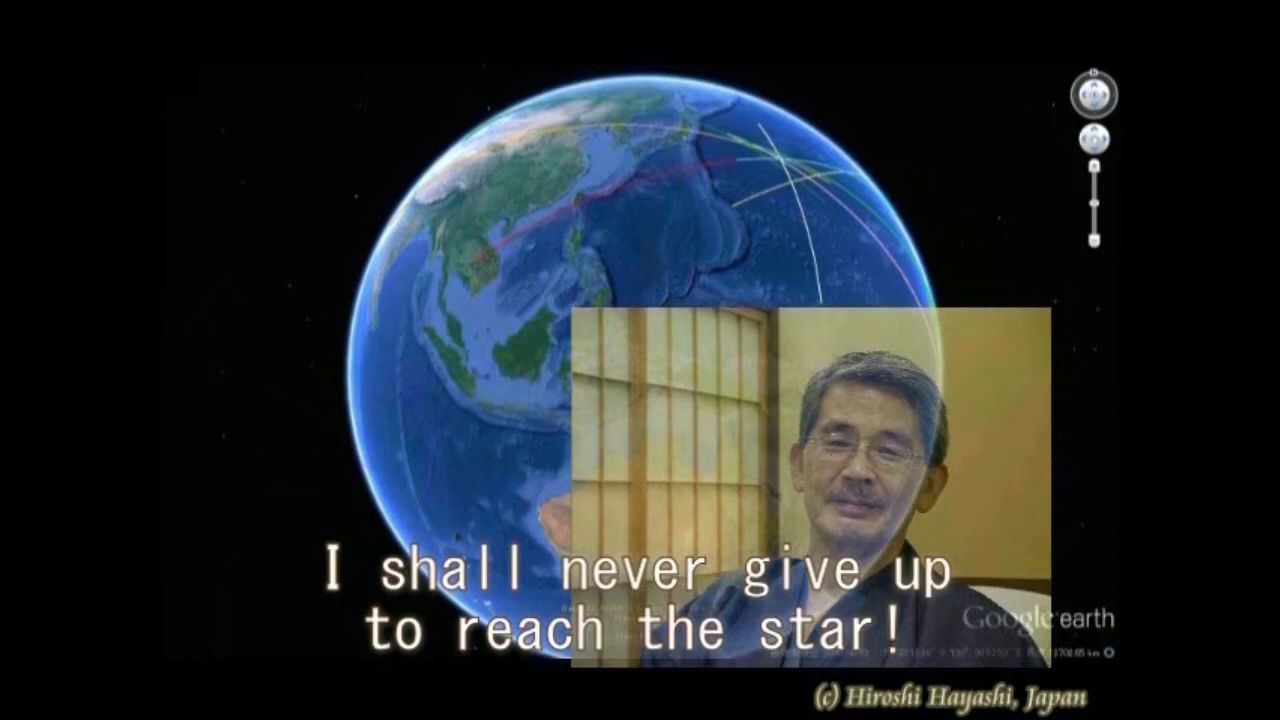 I shall never give up
to reach the star!
Google earth
(c) Hiroshi Hayashi, Japan